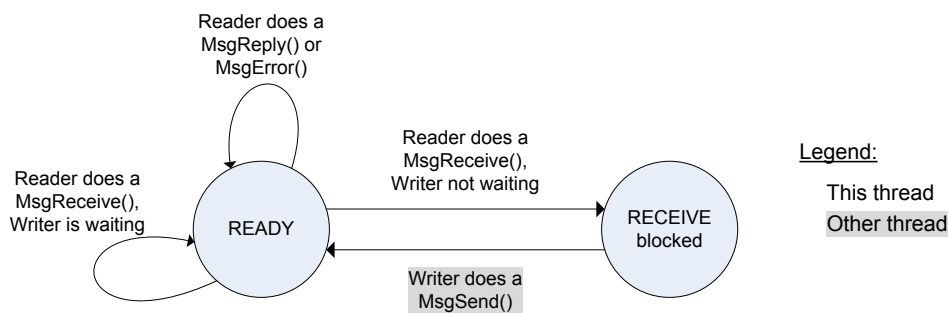 Reader does a
MsgReply() or
MsgError()
Reader does a
MsgReceive(),
Writer is waiting
READY
Reader does a
MsgReceive(),
Writer not waiting
Writer does a
MsgSend()
RECEIVE
blocked
Legend:
This thread
Other thread